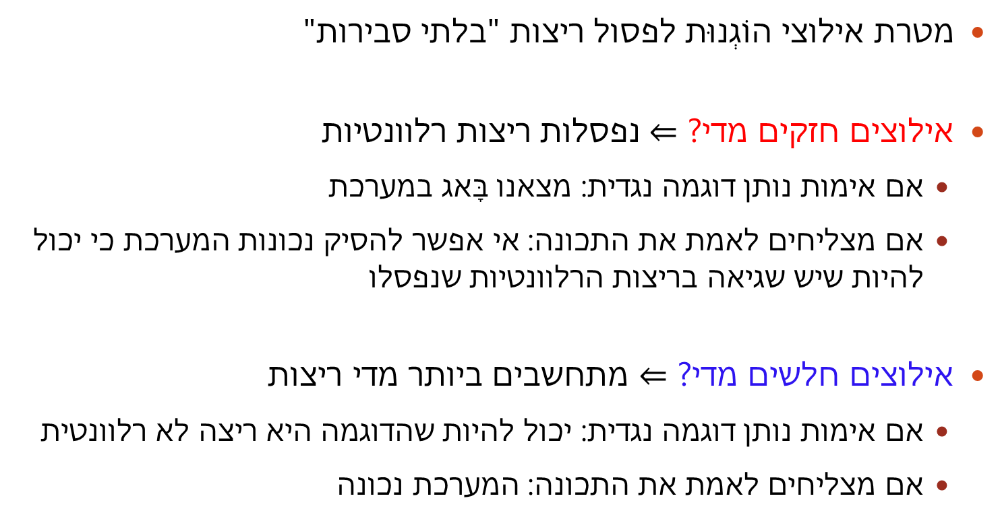 • מטרת אילוצי הוֹגְנוּת לפסול ריצות "בלתי סבירות"
• אילוצים חזקים מדי? ⇐ נפסלות ריצות רלוונטיות
• אם אימות נותן דוגמה נגדית: מצאנו בָּאג במערכת
• אם מצליחים לאמת את התכונה: אי אפשר להסיק נכונות המערכת כי יכול
להיות שיש שגיאה בריצות הרלוונטיות שנפסלו
• אילוצים חלשים מדי? ⇐ מתחשבים ביותר מדי ריצות
• אם אימות נותן דוגמה נגדית: יכול להיות שהדוגמה היא ריצה לא רלוונטית
• אם מצליחים לאמת את התכונה: המערכת נכונה